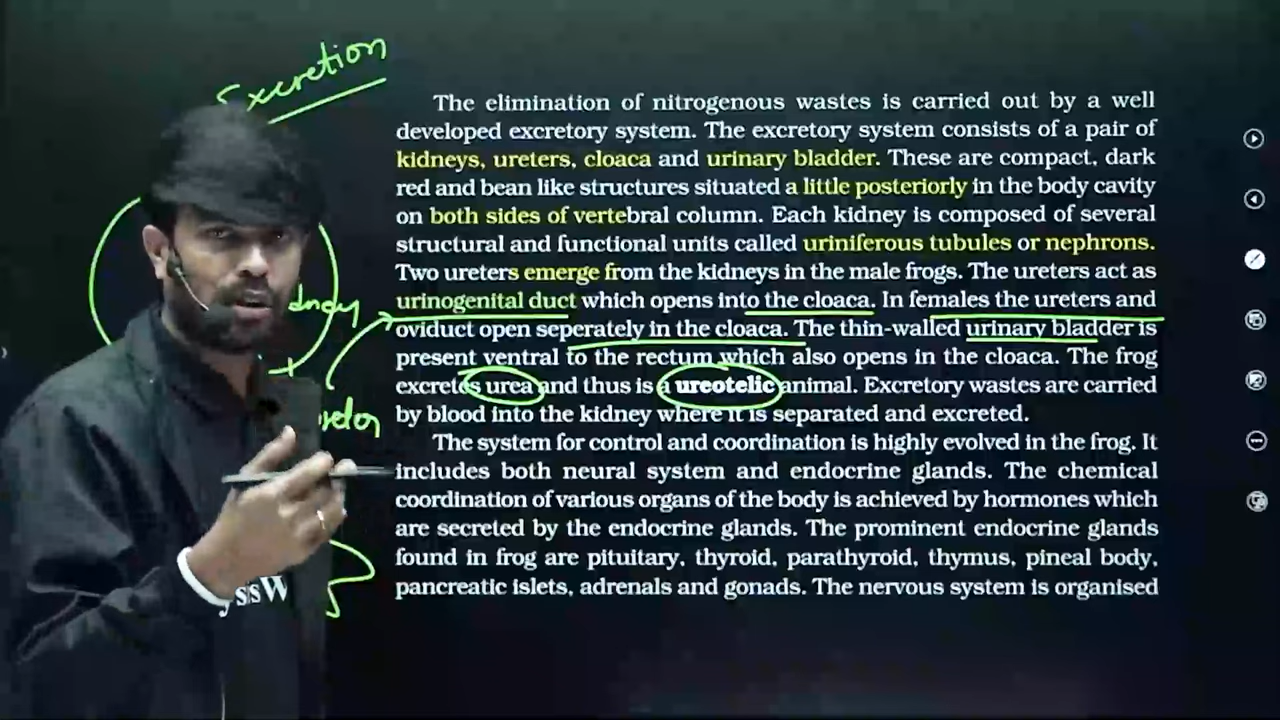 Excretion
The elimination of nitrogenous wastes is carried out by a well
developed excretory system. The excretory system consists of a pair of
kidneys, ureters, cloaca and urinary bladder. These are compact, dark
red and bean like structures situated a little posteriorly in the body cavity
on both sides of vertebral column. Each kidney is composed of several
structural and functional units called uriniferous tubules or nephrons.
Two ureters emerge from the kidneys in the male frogs. The ureters act as
urinogenital duct which opens into the cloaca. In females the ureters and
oviduct open seperately in the cloaca. The thin-walled urinary bladder is
present ventral to the rectum which also opens in the cloaca. The frog
excretes urea and thus is a ureotelic animal. Excretory wastes are carried
by blood into the kidney where it is separated and excreted.
The system for control and coordination is highly evolved in the frog. It
includes both neural system and endocrine glands. The chemical
coordination of various organs of the body is achieved by hormones which
are secreted by the endocrine glands. The prominent endocrine glands
found in frog are pituitary, thyroid, parathyroid, thymus, pineal body,
pancreatic islets, adrenals and gonads. The nervous system is organised